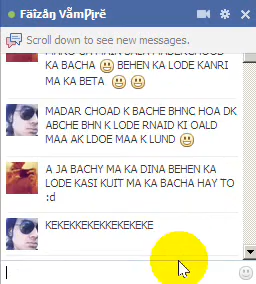 Fäïzåη VãmƤįrë
Scroll down to see new messages.
KA BACHA BEHEN KA LODE KANRI
MA KA BETA
MADAR CHOAD K BACHE BHNC HOA DK
ABCHE BHN K LODE RNAID KI OALD
MAA AK LDOE MAA K LUND
A JA BACHY MA KA DINA BEHEN KA
LODE KASI KUIT MA KA BACHA HAY TO
:d
KEKEKKEKEKKEKEKEKE